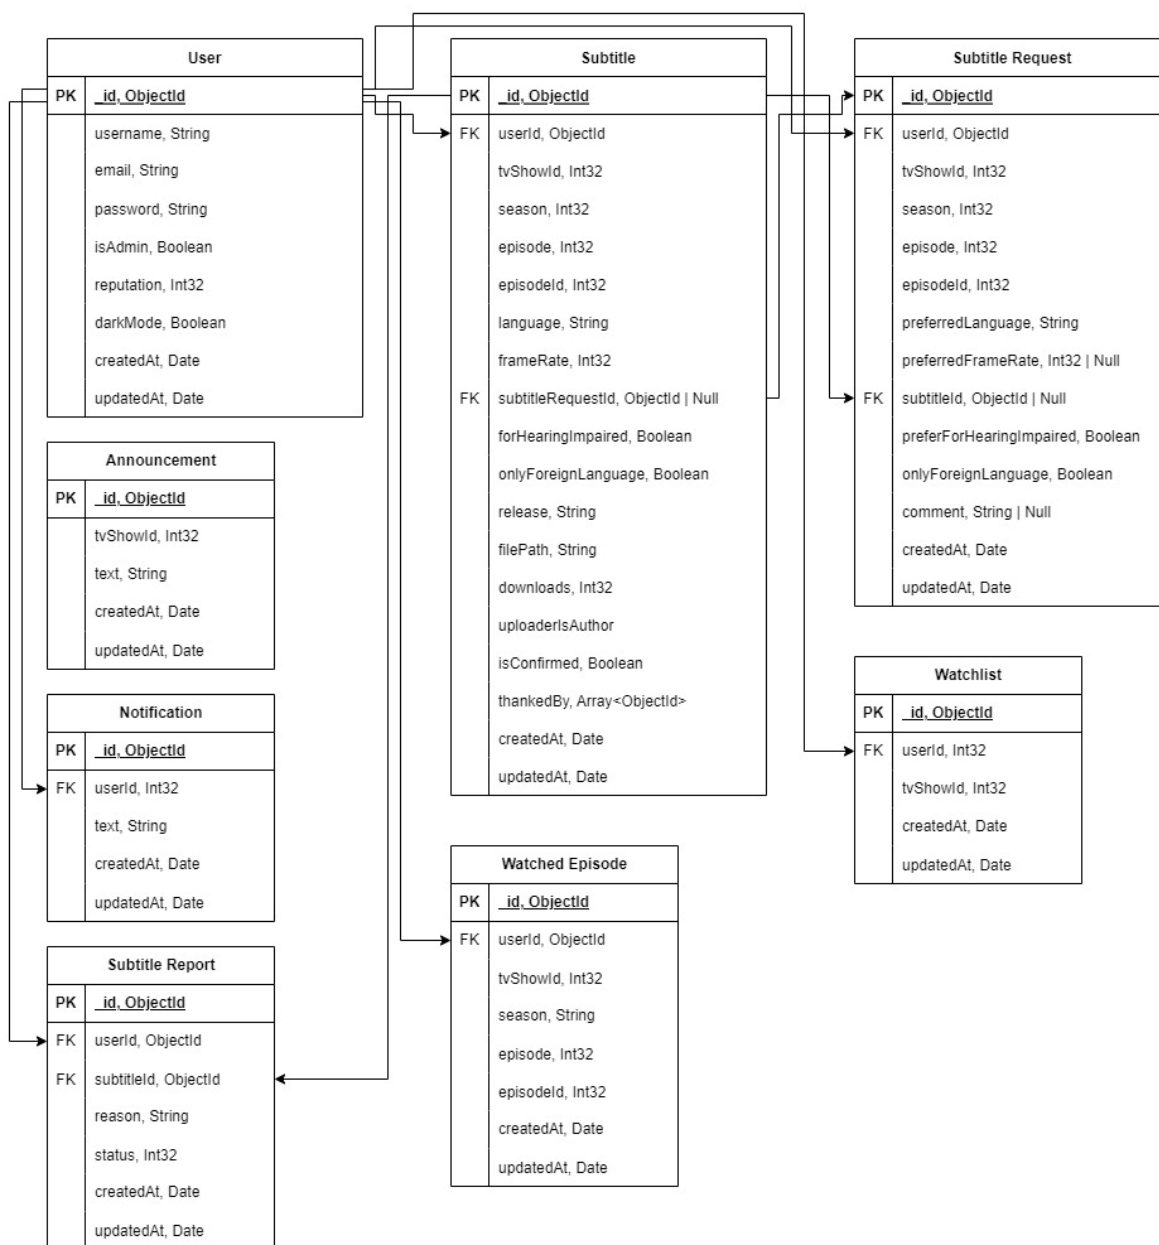 User
PK _id, ObjectId
username, String
email, String
password, String
isAdmin, Boolean
reputation, Int32
darkMode, Boolean
createdAt, Date
updatedAt, Date
Announcement
PK _id, ObjectId
tvShowId, Int32
text, String
createdAt, Date
updatedAt, Date
Notification
PK _id, ObjectId
FK userId, Int32
text, String
createdAt, Date
updatedAt, Date
Subtitle Report
PK _id, ObjectId
FK userId, ObjectId
FK subtitleId, ObjectId
reason, String
status, Int32
createdAt, Date
updatedAt, Date
Subtitle
PK _id, ObjectId
FK userId, ObjectId
tvShowId, Int32
season, Int32
episode, Int32
episodeId, Int32
language, String
frameRate, Int32
FK subtitleRequestId, ObjectId | Null
forHearingImpaired, Boolean
onlyForeignLanguage, Boolean
release, String
filePath, String
downloads, Int32
uploaderIsAuthor
isConfirmed, Boolean
thankedBy, Array<ObjectId>
createdAt, Date
updatedAt, Date
Watched Episode
PK _id, ObjectId
FK userId, ObjectId
tvShowId, Int32
season, String
episode, Int32
episodeId, Int32
createdAt, Date
updatedAt, Date
Subtitle Request
PK _id, ObjectId
FK userId, ObjectId
tvShowId, Int32
season, Int32
episode, Int32
episodeId, Int32
preferredLanguage, String
preferredFrameRate, Int32 | Null
FK subtitleId, ObjectId | Null
preferForHearingImpaired, Boolean
onlyForeignLanguage, Boolean
comment, String | Null
createdAt, Date
updatedAt, Date
Watchlist
PK _id, ObjectId
FK userId, Int32
tvShowId, Int32
createdAt, Date
updatedAt, Date